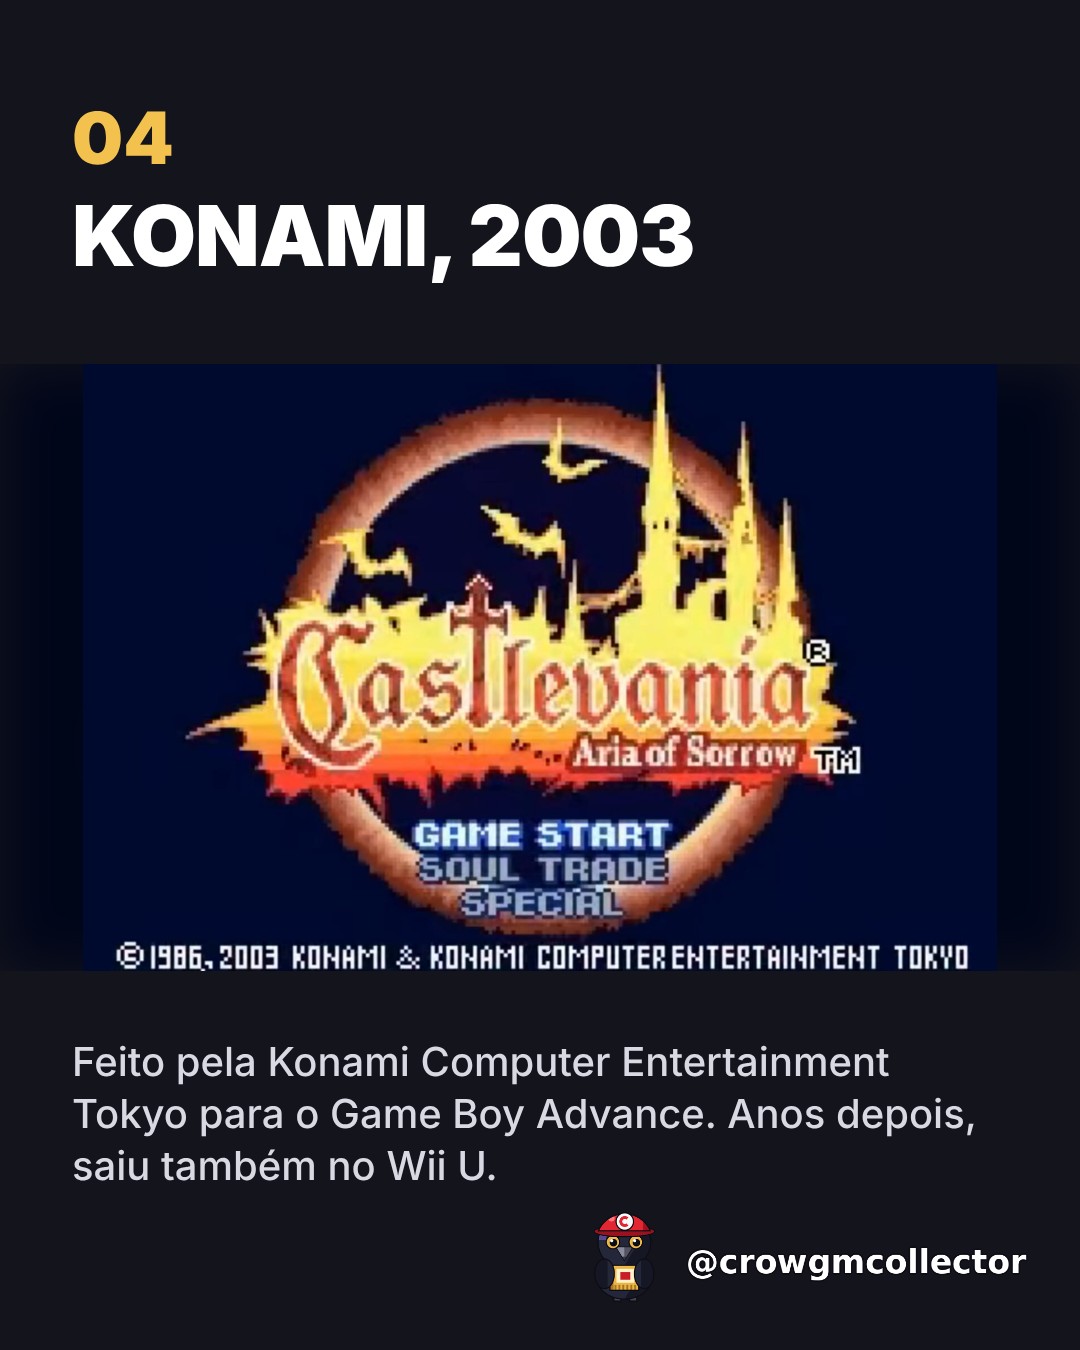 04
KONAMI, 2003
Castlevania®
Aria of Sorrow TM
GAME START
SOUL TRADE
SPECIAL
©1986, 2003 KONAMI & KONAMI COMPUTER ENTERTAINMENT TOKYO
Feito pela Konami Computer Entertainment
Tokyo para o Game Boy Advance. Anos depois,
saiu também no Wii U.
C
@crowgmcollector